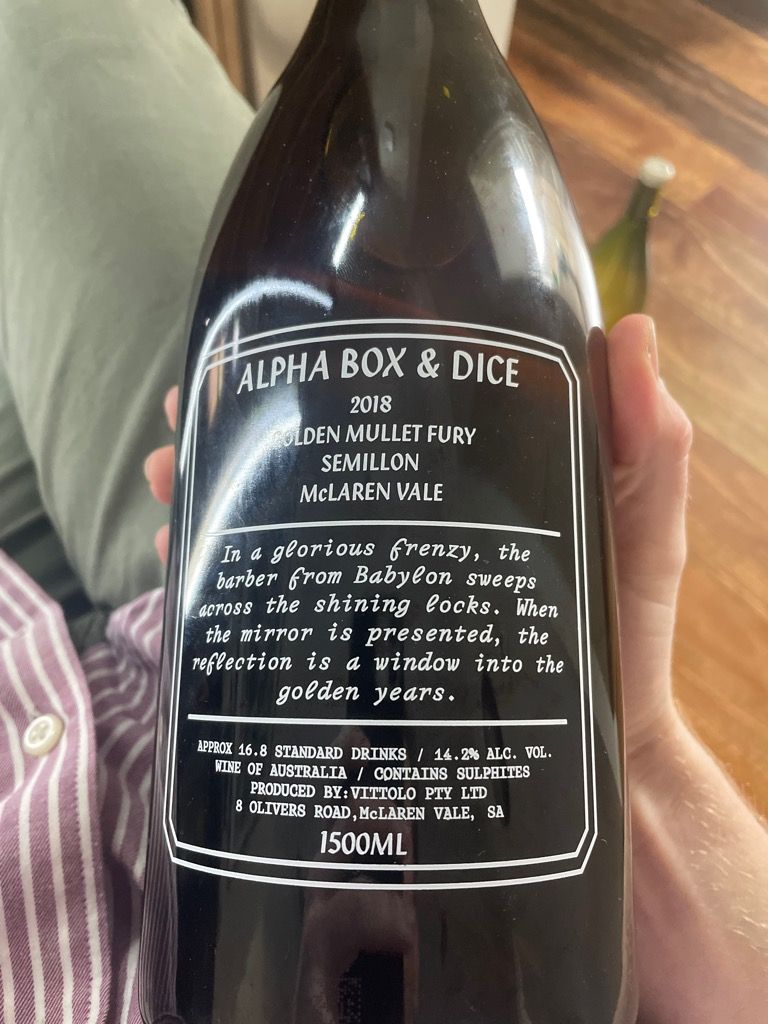 ALPHA BOX & DICE
2018
GOLDEN MULLET FURY
SEMILLON
McLAREN VALE
In a glorious frenzy, the
barber from Babylon sweeps
across the shining locks. When
the mirror is presented, the
reflection is a window into the
golden years.
APPROX 16.8 STANDARD DRINKS / 14.2% ALC. VOL.
WINE OF AUSTRALIA / CONTAINS SULPHITES
PRODUCED BY:VITTOLO PTY LTD
8 OLIVERS ROAD,McLAREN VALE, SA
1500ML